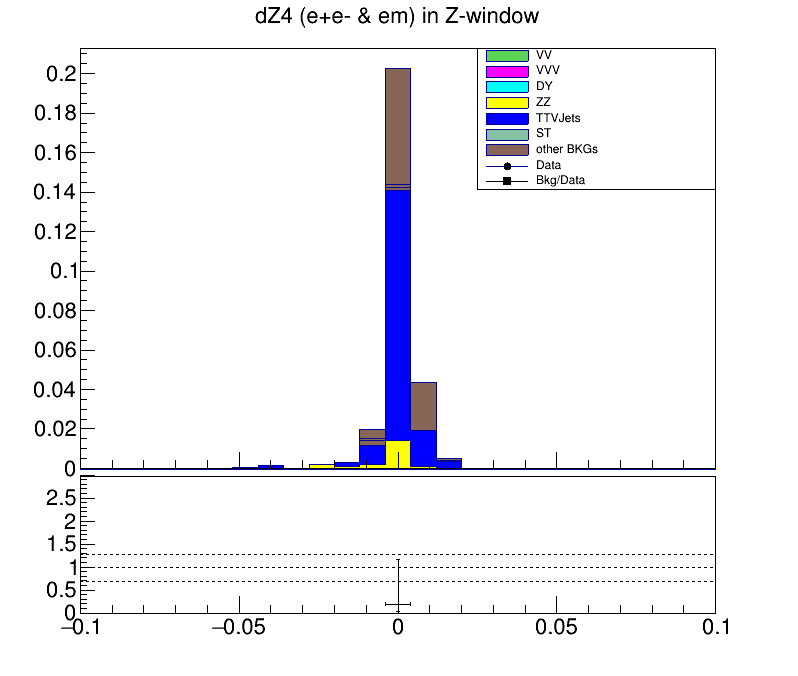 dZ4 (e+e- & em) in Z-window
VV
VVV
DY
ZZ
TTVJets
ST
other BKGs
Data
Bkg/Data
0.2
0.18
0.16
0.14
0.12
0.1
0.08
0.06
0.04
0.02
0
2.5
2
1.5
1
0.5
0
−0.1 −0.05 0 0.05 0.1